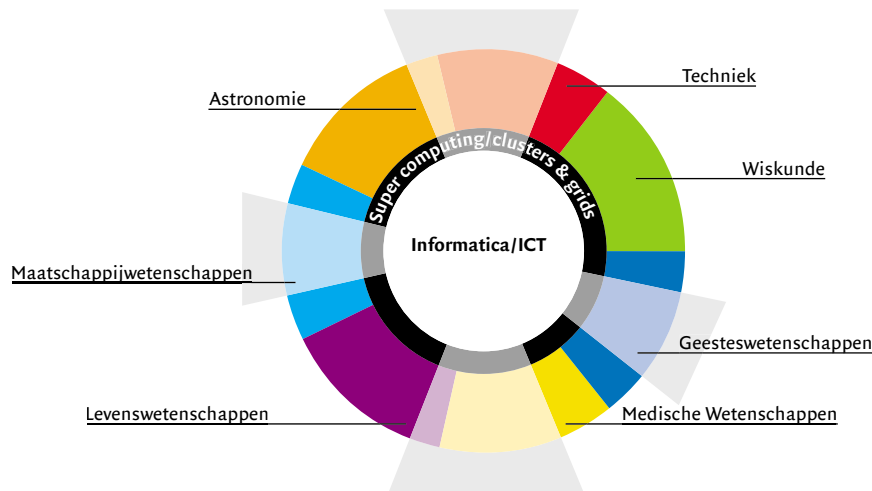 Techniek
Astronomie
Super computing/clusters & grids
Wiskunde
Informatica/ICT
Maatschappijwetenschappen
Geesteswetenschappen
Levenswetenschappen
Medische Wetenschappen